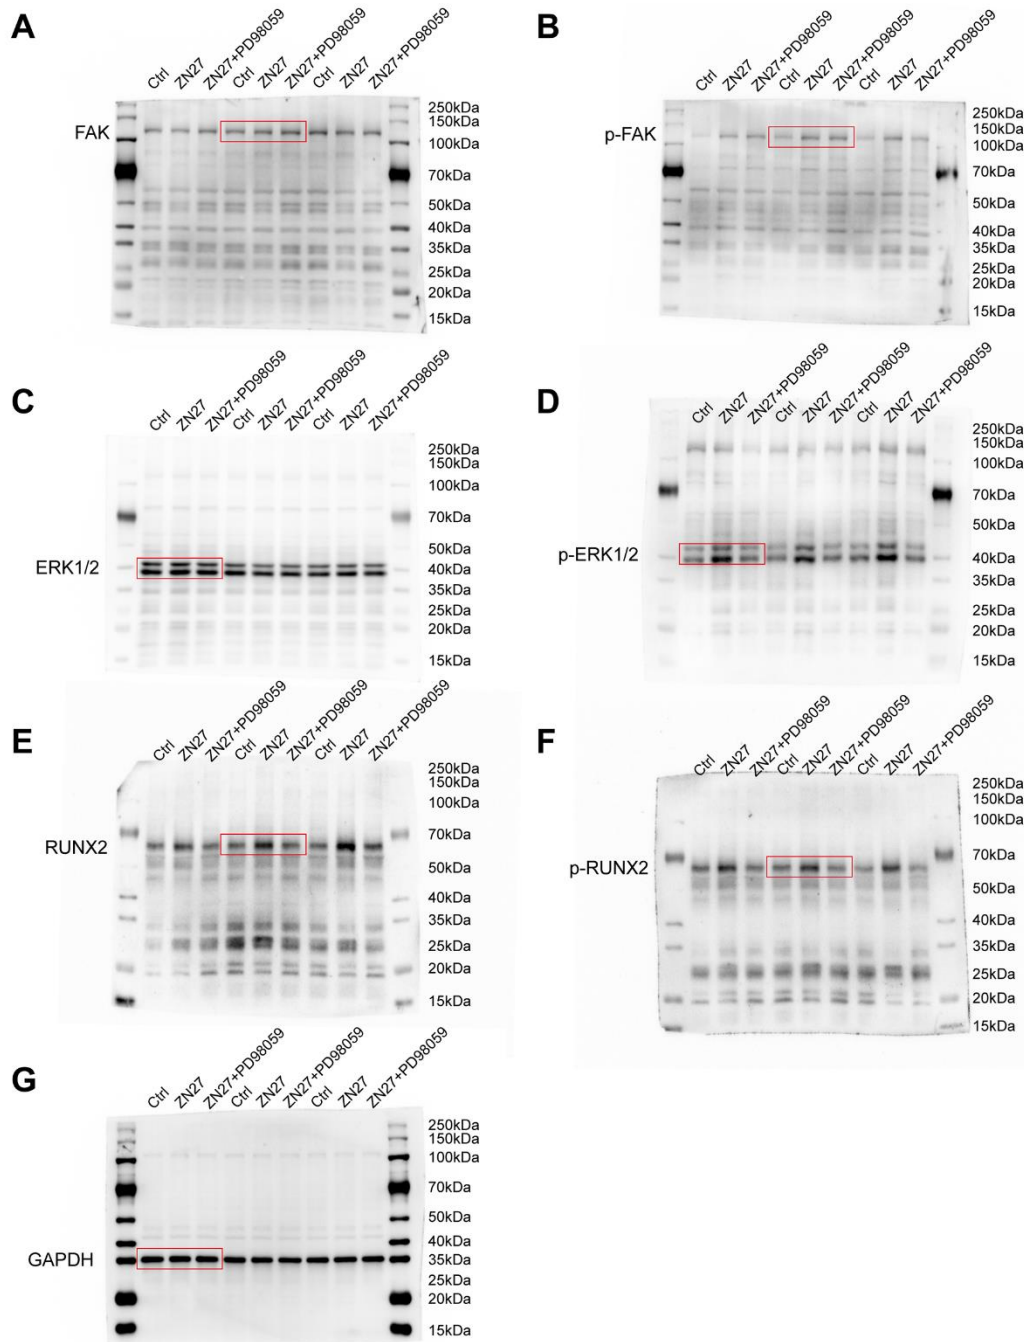 A
Ctrl ZN27 ZN27+PD98059 Ctrl ZN27 ZN27+PD98059 Ctrl ZN27 ZN27+PD98059
FAK
250kDa
150kDa
100kDa
70kDa
50kDa
40kDa
35kDa
25kDa
20kDa
15kDa
B
Ctrl ZN27 ZN27+PD98059 Ctrl ZN27 ZN27+PD98059 Ctrl ZN27 ZN27+PD98059
p-FAK
250kDa
150kDa
100kDa
70kDa
50kDa
40kDa
35kDa
25kDa
20kDa
15kDa
C
Ctrl ZN27 ZN27+PD98059 Ctrl ZN27 ZN27+PD98059 Ctrl ZN27 ZN27+PD98059
ERK1/2
250kDa
150kDa
100kDa
70kDa
50kDa
40kDa
35kDa
25kDa
20kDa
15kDa
D
Ctrl ZN27 ZN27+PD98059 Ctrl ZN27 ZN27+PD98059 Ctrl ZN27 ZN27+PD98059
p-ERK1/2
250kDa
150kDa
100kDa
70kDa
50kDa
40kDa
35kDa
25kDa
20kDa
15kDa
E
Ctrl ZN27 ZN27+PD98059 Ctrl ZN27 ZN27+PD98059 Ctrl ZN27 ZN27+PD98059
RUNX2
250kDa
150kDa
100kDa
70kDa
50kDa
40kDa
35kDa
25kDa
20kDa
15kDa
F
Ctrl ZN27 ZN27+PD98059 Ctrl ZN27 ZN27+PD98059 Ctrl ZN27 ZN27+PD98059
p-RUNX2
250kDa
150kDa
100kDa
70kDa
50kDa
40kDa
35kDa
25kDa
20kDa
15kDa
G
Ctrl ZN27 ZN27+PD98059 Ctrl ZN27 ZN27+PD98059 Ctrl ZN27 ZN27+PD98059
GAPDH
250kDa
150kDa
100kDa
70kDa
50kDa
40kDa
35kDa
25kDa
20kDa
15kDa